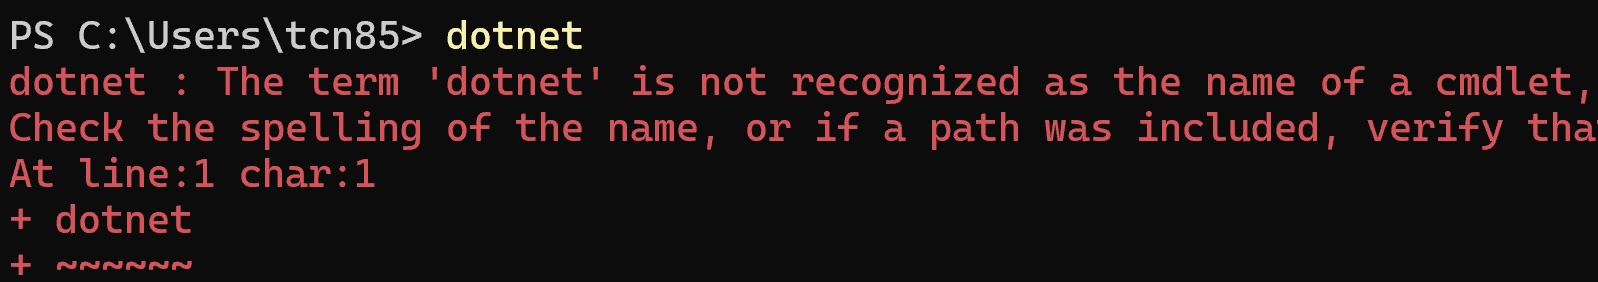 PS C:\Users\tcn85> dotnet
dotnet : The term 'dotnet' is not recognized as the name of a cmdlet,
Check the spelling of the name, or if a path was included, verify tha
At line:1 char:1
+ dotnet
+ ~~~~~~